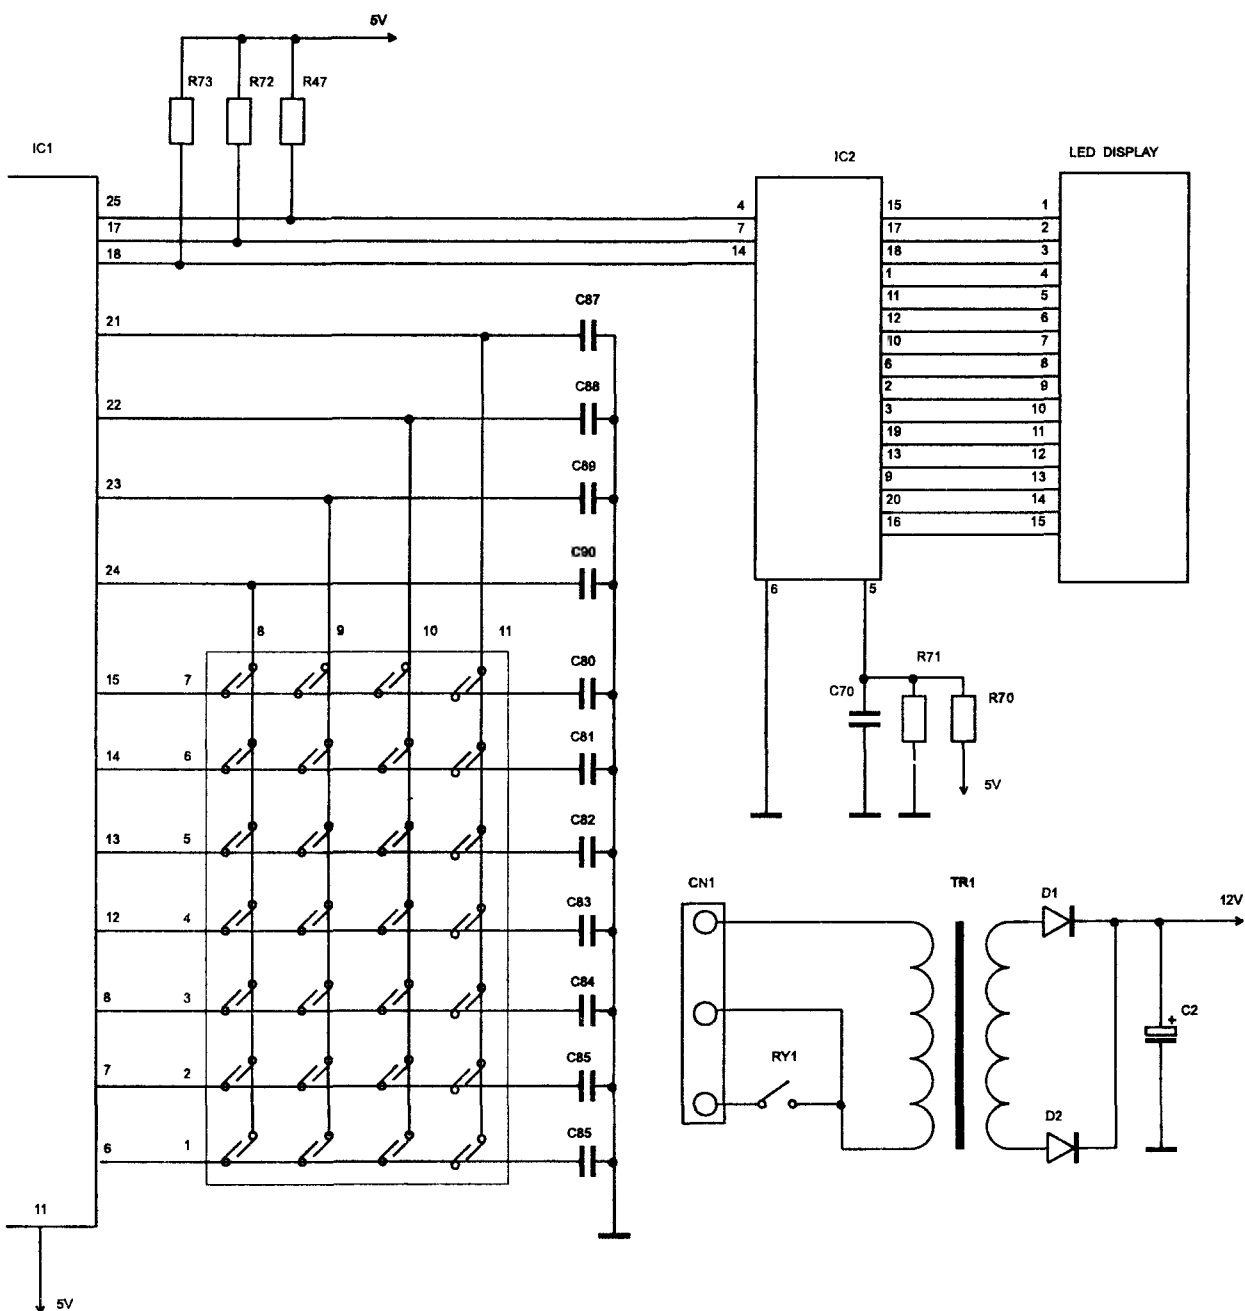 5V
R73 R72 R47
IC1
IC2
LED DISPLAY
25 4 15 1
17 7 17 2
18 14 18 3
1 4
11 5
12 6
10 7
6 8
2 9
3 10
19 11
13 12
9 13
20 14
16 15
6 5
21 C87
22 C88
23 C89
24 C90
8 9 10 11
15 7 C80
14 6 C81
13 5 C82
12 4 C83
8 3 C84
7 2 C85
6 1 C85
11
5V
R71
C70 R70
5V
CN1 TR1 D1 12V
+ C2
RY1
D2